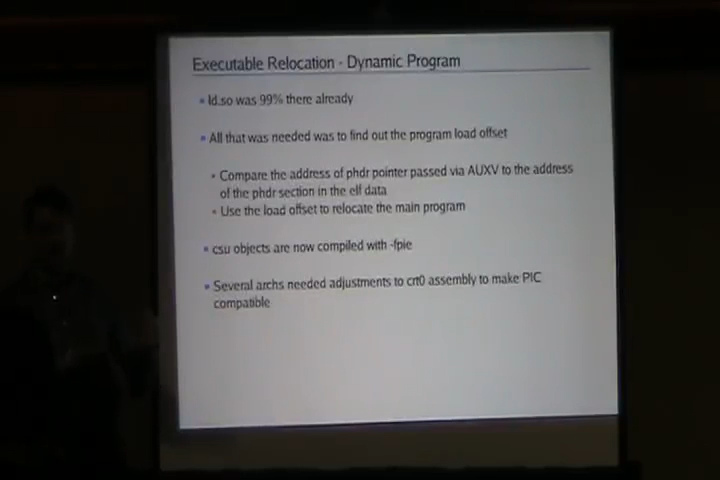 Executable Relocation - Dynamic Program
ld.so was 99% there already
All that was needed was to find out the program load offset
Compare the address of phdr pointer passed via AUXV to the address
of the phdr section in the elf data
Use the load offset to relocate the main program
csu objects are now compiled with -fpie
Several archs needed adjustments to crt0 assembly to make PIC
compatible